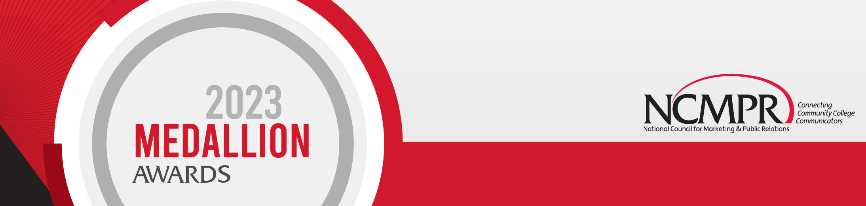 2023
MEDALLION
AWARDS
NCMPR
Connecting
Community College
Communicators
National Council for Marketing & Public Relations